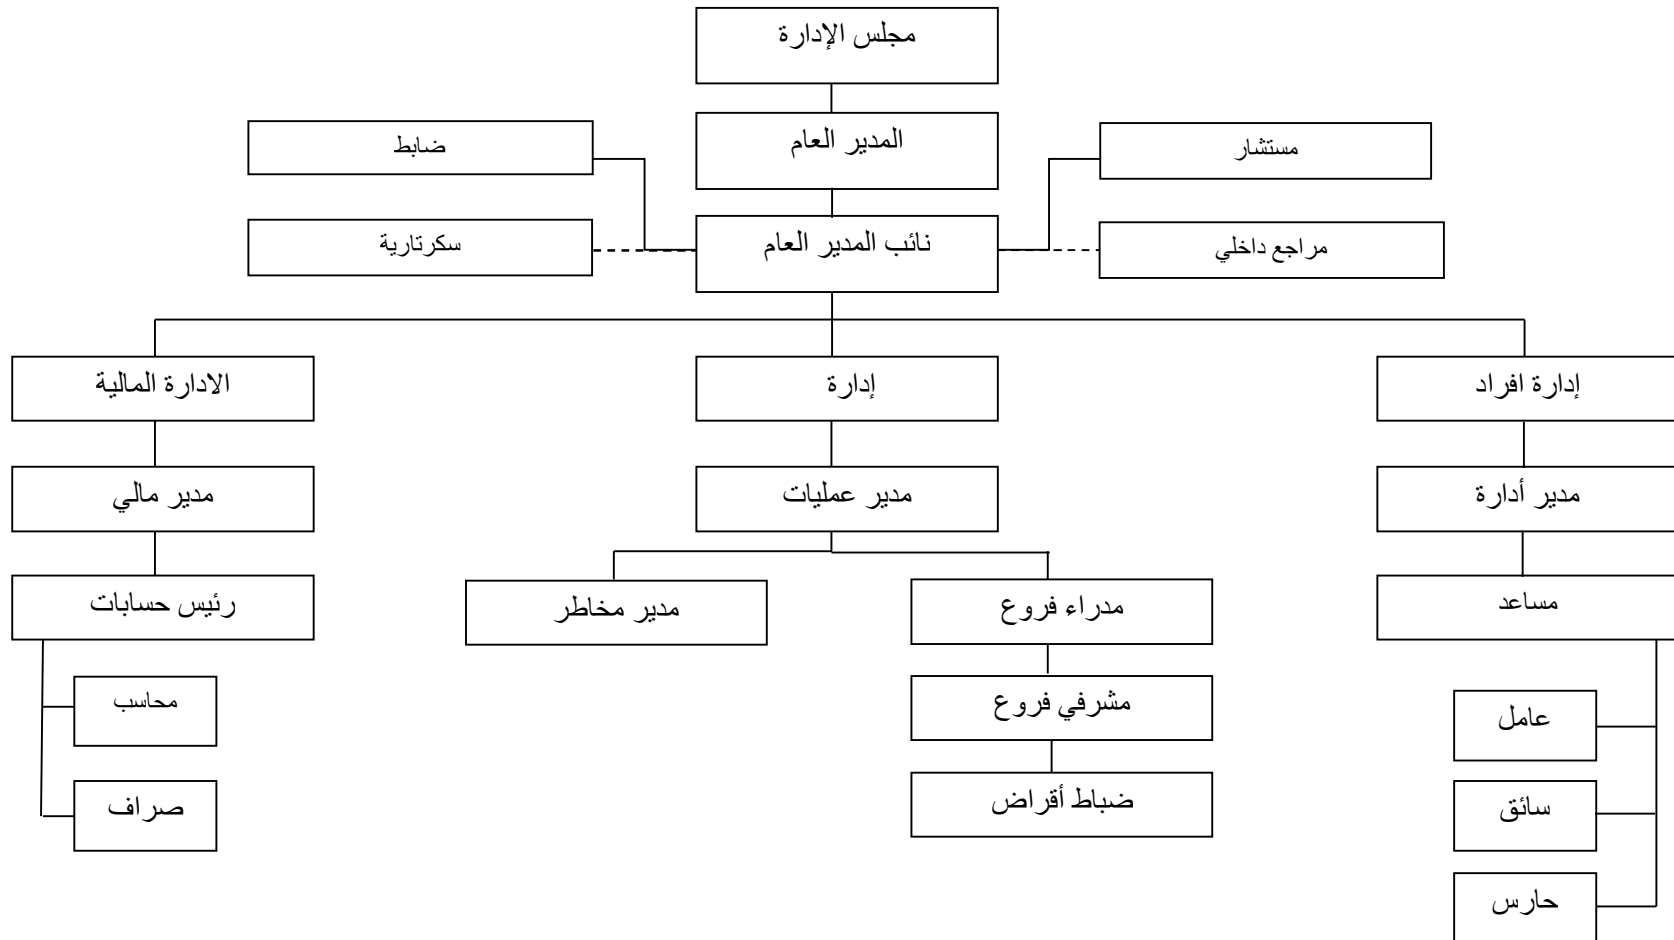 مجلس الإدارة
المدير العام
مستشار
ضابط
نائب المدير العام
مراجع داخلي
سكرتارية
إدارة افراد
إدارة
الادارة المالية
مدير أدارة
مدير عمليات
مدير مالي
مساعد
مدراء فروع
مدير مخاطر
رئيس حسابات
مشرفي فروع
محاسب
عامل
ضباط أقراض
سائق
صراف
حارس